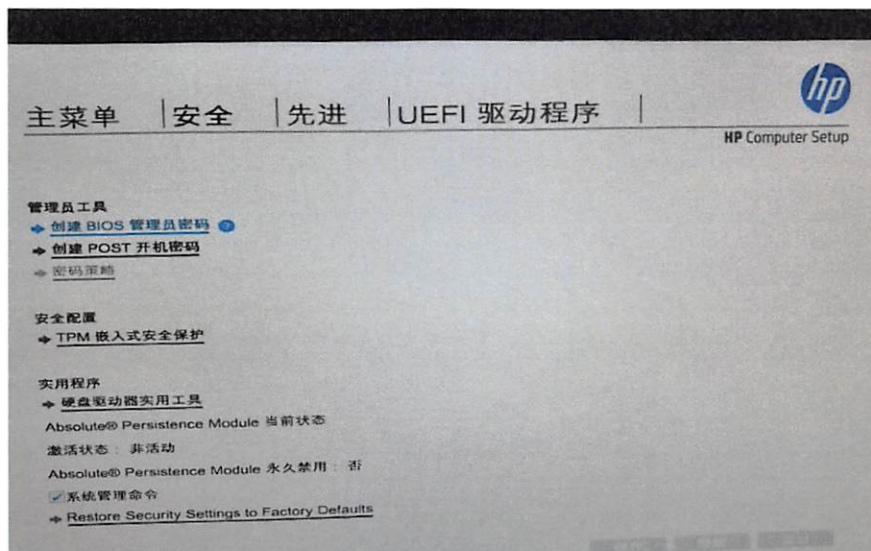 hp
主菜单 安全 先进 UEFI 驱动程序
HP Computer Setup
管理员工具
创建 BIOS 管理员密码 ?
创建 POST 开机密码
密码策略
安全配置
TPM 嵌入式安全保护
实用程序
硬盘驱动器实用工具
Absolute® Persistence Module 当前状态
激活状态： 非活动
Absolute® Persistence Module 永久禁用： 否
系统管理命令
Restore Security Settings to Factory Defaults